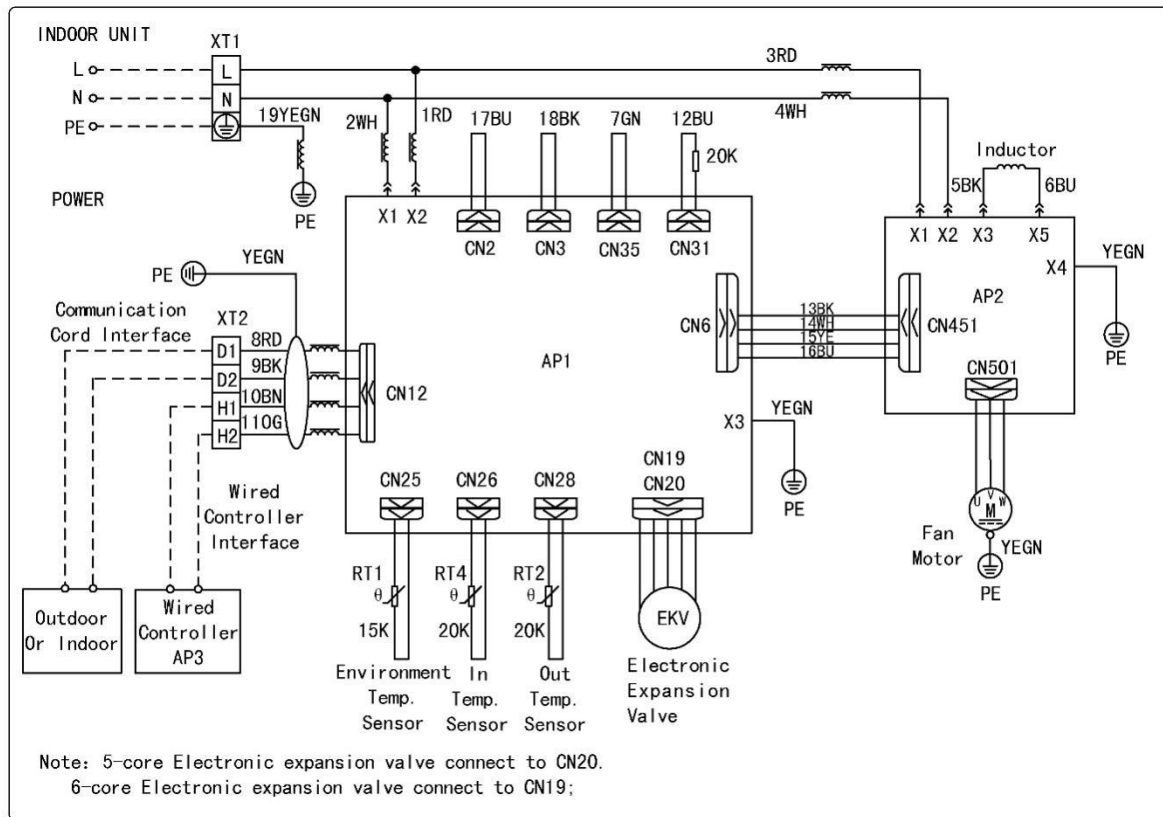 INDOOR UNIT
XT1
L
L
N
N
PE
POWER
19YEGN
PE
2WH
1RD
17BU
18BK
7GN
12BU
20K
3RD
4WH
Inductor
5BK
6BU
X1
X2
CN2
CN3
CN35
CN31
X1
X2
X3
X5
X4
YEGN
PE
AP2
PE
YEGN
Communication
Cord Interface
XT2
D1
D2
H1
H2
8RD
9BK
10BN
11OG
CN12
AP1
CN6
13BK
14WH
15YE
16BU
CN451
CN501
X3
YEGN
PE
U
V
W
M
Fan
Motor
YEGN
PE
Wired
Controller
Interface
CN25
CN26
CN28
CN19
CN20
RT1
θ
15K
RT4
θ
20K
RT2
θ
20K
EKV
Outdoor
Or Indoor
Wired
Controller
AP3
Environment
Temp.
Sensor
In
Temp.
Sensor
Out
Temp.
Sensor
Electronic
Expansion
Valve
Note: 5-core Electronic expansion valve connect to CN20.
6-core Electronic expansion valve connect to CN19;